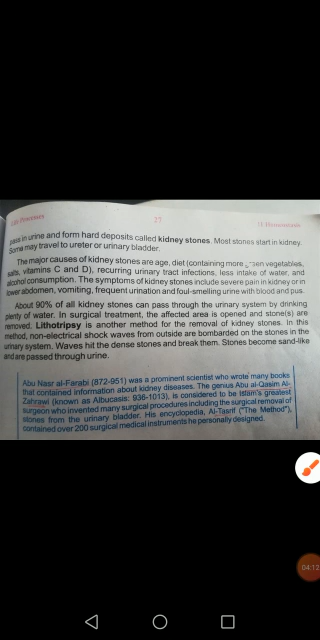 Life Processes
27
11 Homeostasis
pass in urine and form hard deposits called kidney stones. Most stones start in kidney.
Some may travel to ureter or urinary bladder.
The major causes of kidney stones are age, diet (containing more green vegetables,
salts, vitamins C and D), recurring urinary tract infections, less intake of water, and
alcohol consumption. The symptoms of kidney stones include severe pain in kidney or in
lower abdomen, vomiting, frequent urination and foul-smelling urine with blood and pus.
About 90% of all kidney stones can pass through the urinary system by drinking
plenty of water. In surgical treatment, the affected area is opened and stone(s) are
removed. Lithotripsy is another method for the removal of kidney stones. In this
method, non-electrical shock waves from outside are bombarded on the stones in the
urinary system. Waves hit the dense stones and break them. Stones become sand-like
and are passed through urine.
Abu Nasr al-Farabi (872-951) was a prominent scientist who wrote many books
that contained information about kidney diseases. The genius Abu al-Qasim Al-
Zahrawi (known as Albucasis: 936-1013), is considered to be Islam's greatest
surgeon who invented many surgical procedures including the surgical removal of
stones from the urinary bladder. His encyclopedia, Al-Tasrif ("The Method"),
contained over 200 surgical medical instruments he personally designed.
04:12